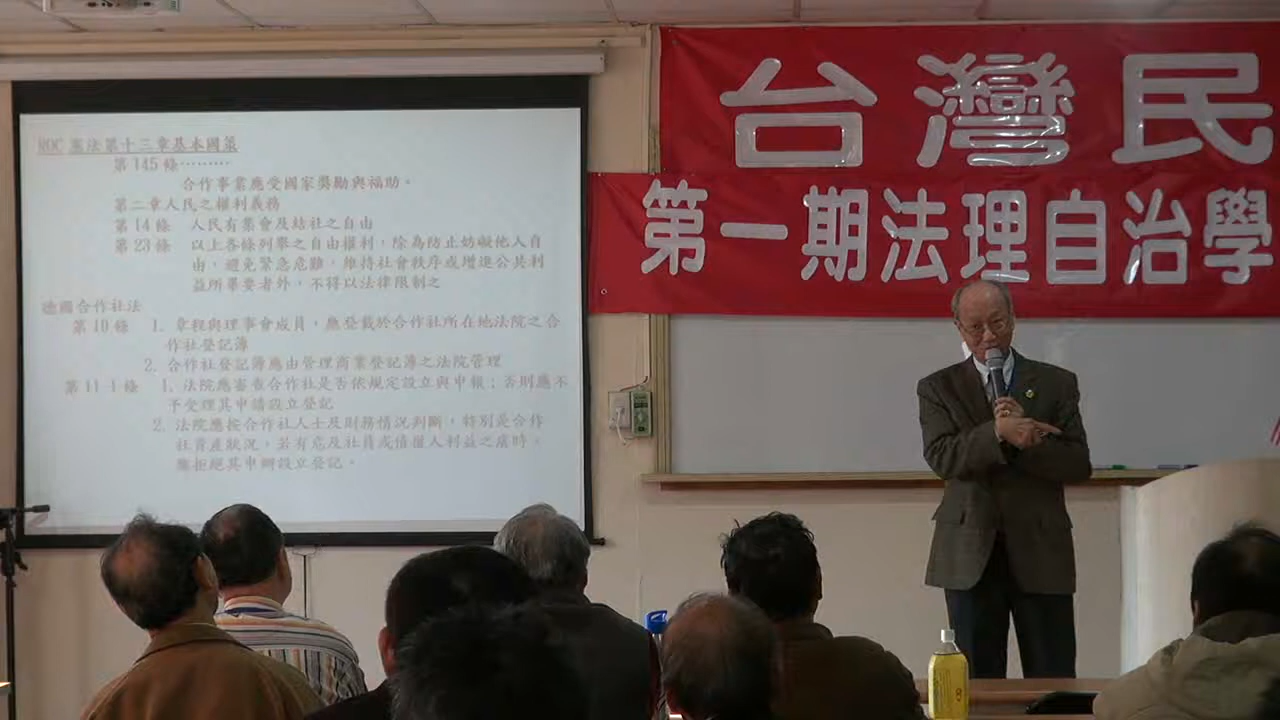 ROC 憲法第十三章基本國策
第 145 條………
合作事業應受國家獎勵與福助。
第二章人民之權利義務
第 14 條 人民有集會及結社之自由
第 23 條 以上各條列舉之自由權利，除為防止妨礙他人自
由，避免緊急危難，維持社會秩序或增進公共利
益所畢要者外，不得以法律限制之
德國合作社法
第 10 條 1. 章程與理事會成員，應登載於合作社所在地法院之合
作社登記簿
2. 合作社登記簿應由管理商業登記簿之法院管理
第 11-1 條 1. 法院應審查合作社是否依規定設立與申報；否則應不
予受理其申請設立登記
2. 法院應按合作社人士及財務情況判斷，特別是合作
社資產狀況，若有危及社員或債權人利益之虞時，
應拒絕其申辦設立登記。
台灣民
第一期法理自治學